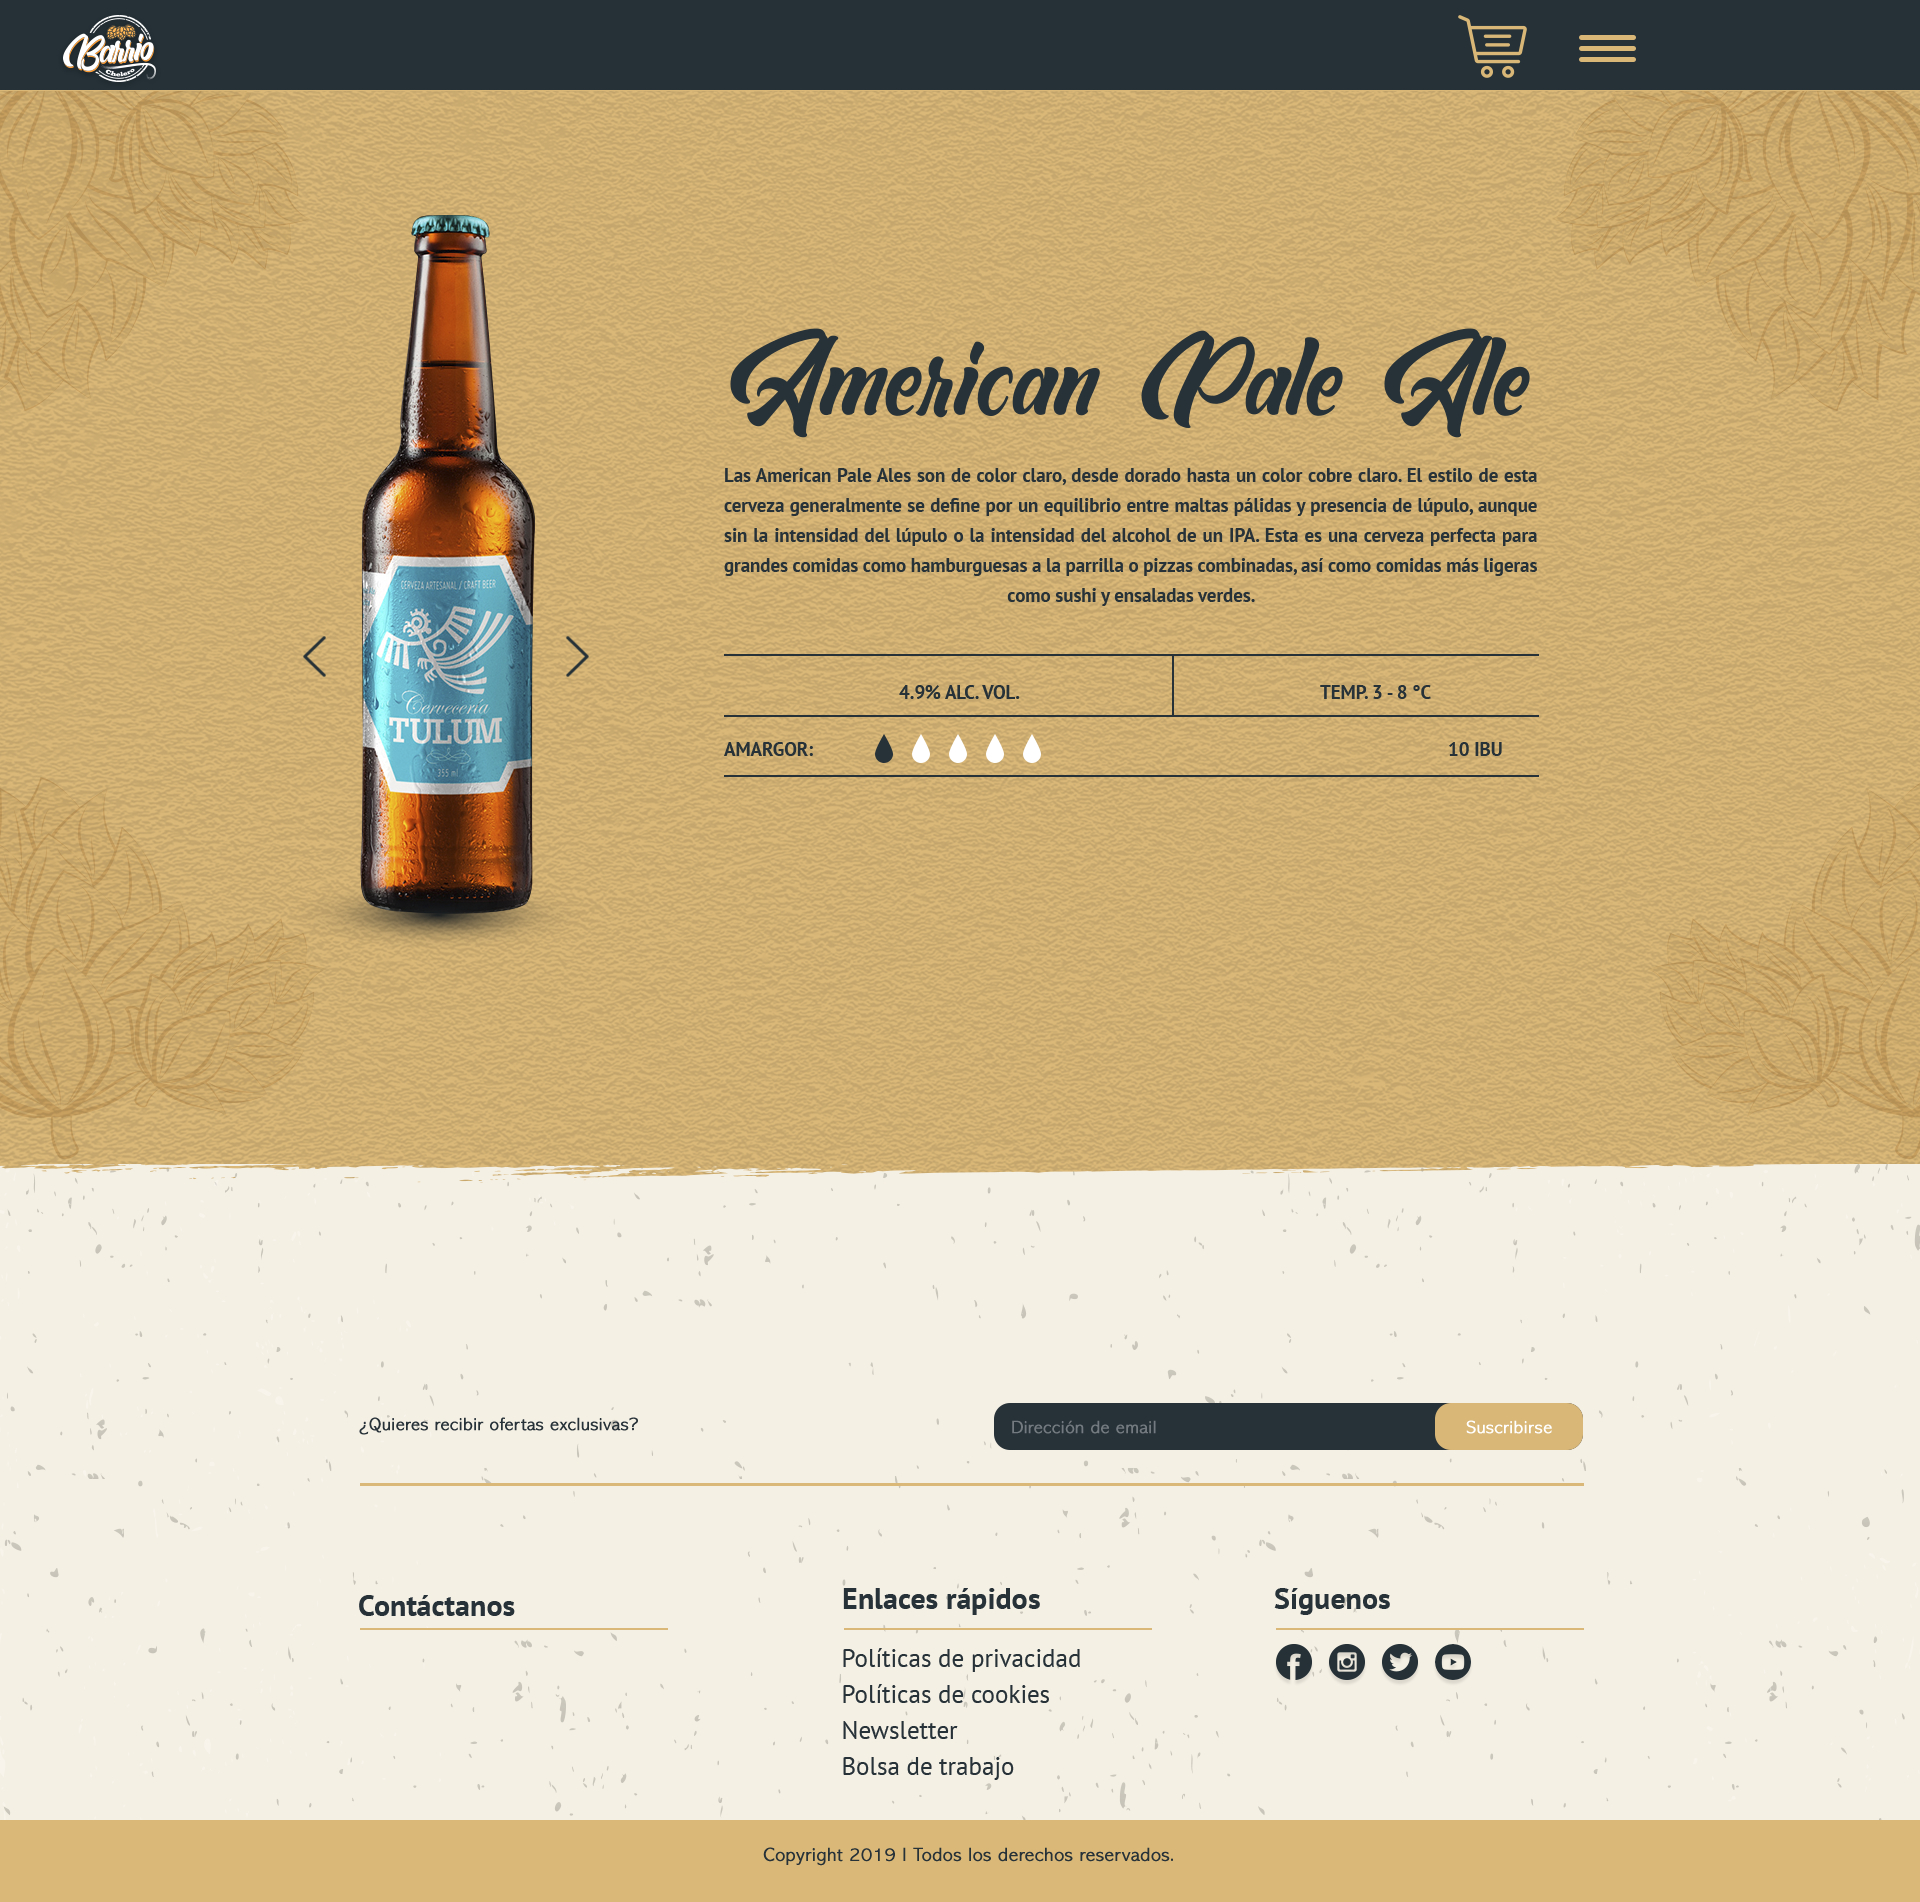 Barrio
Chelero
American Pale Ale
Las American Pale Ales son de color claro, desde dorado hasta un color cobre claro. El estilo de esta
cerveza generalmente se define por un equilibrio entre maltas pálidas y presencia de lúpulo, aunque
sin la intensidad del lúpulo o la intensidad del alcohol de un IPA. Esta es una cerveza perfecta para
grandes comidas como hamburguesas a la parrilla o pizzas combinadas, así como comidas más ligeras
como sushi y ensaladas verdes.
CERVEZA ARTESANAL / CRAFT BEER
Cervecería
TULUM
355 ml
4.9% ALC. VOL.
TEMP. 3 - 8 °C
AMARGOR:
10 IBU
¿Quieres recibir ofertas exclusivas?
Dirección de email
Suscribirse
Contáctanos
Enlaces rápidos
Políticas de privacidad
Políticas de cookies
Newsletter
Bolsa de trabajo
Síguenos
Copyright 2019 | Todos los derechos reservados.